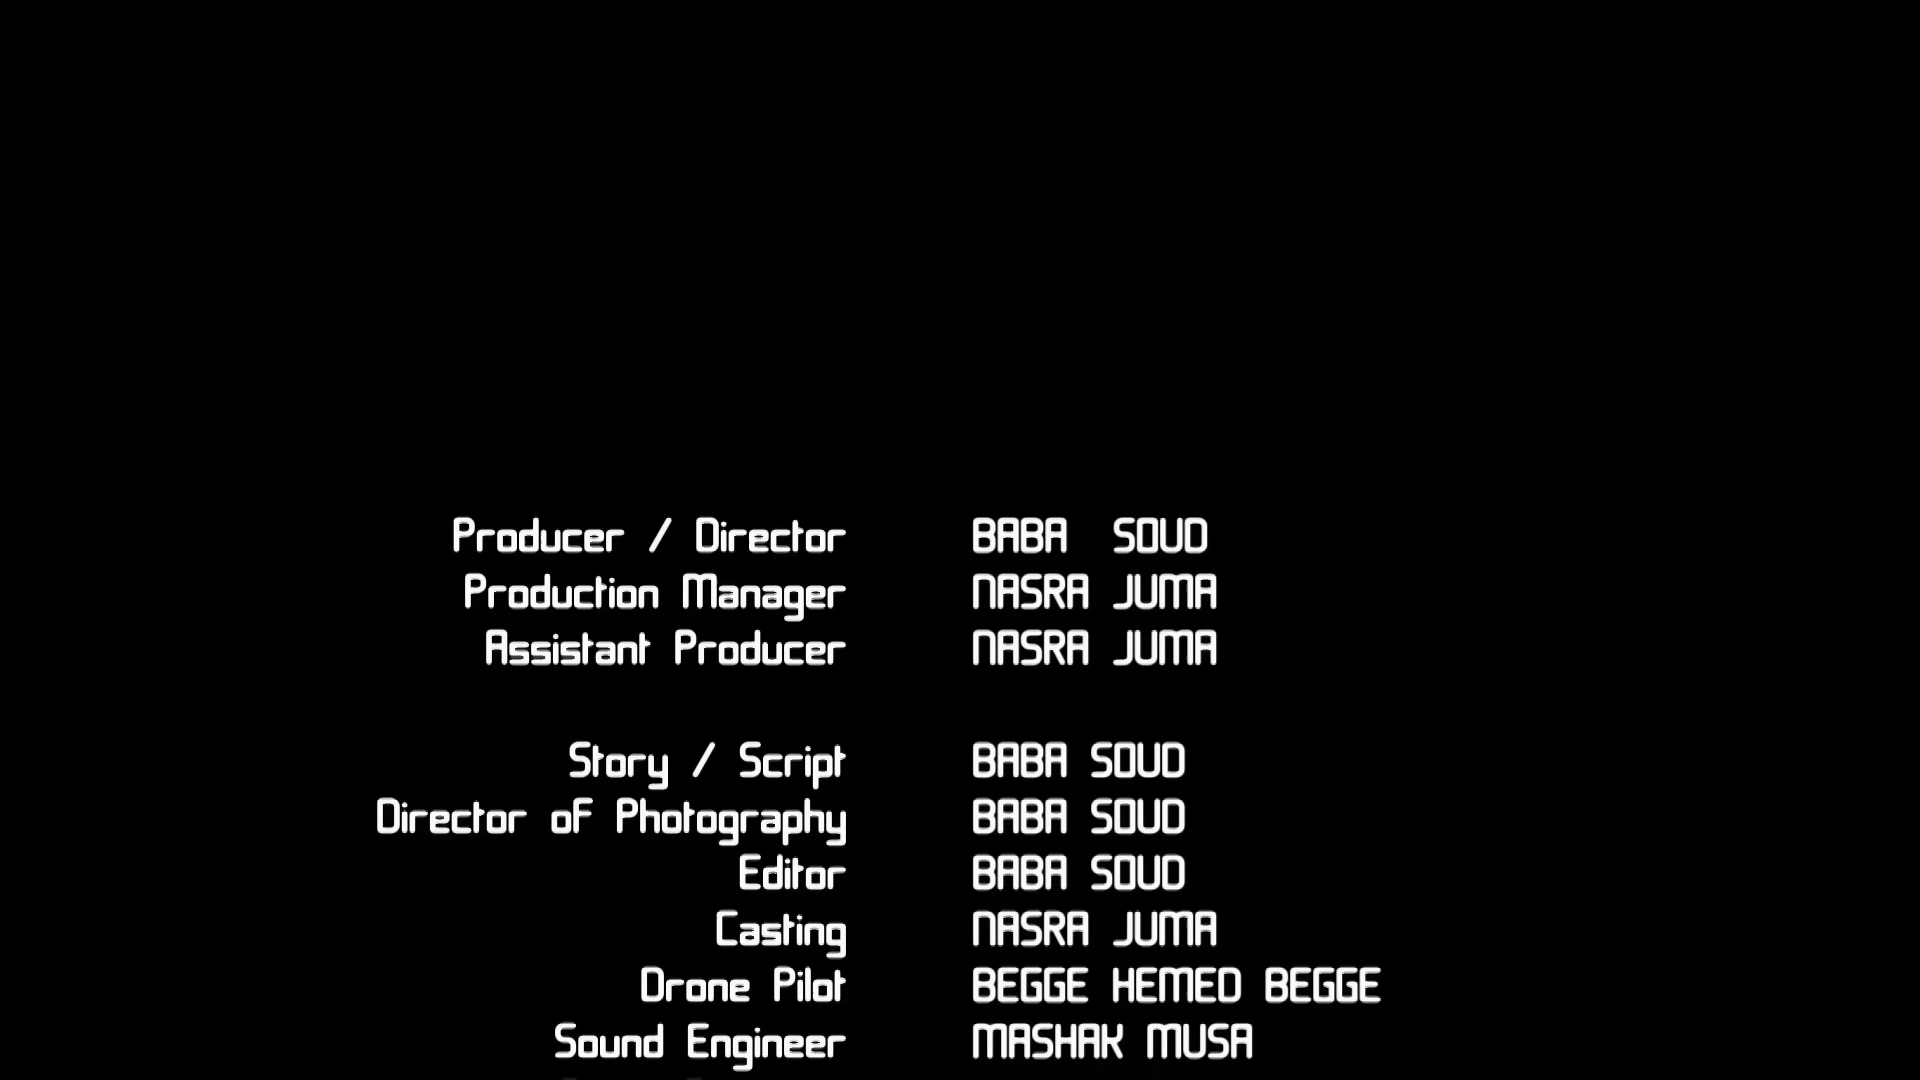 Producer / Director BABA SOUD
Production Manager NASRA JUMA
Assistant Producer NASRA JUMA
Story / Script BABA SOUD
Director of Photography BABA SOUD
Editor BABA SOUD
Casting NASRA JUMA
Drone Pilot BEGGE HEMED BEGGE
Sound Engineer MASHAK MUSA